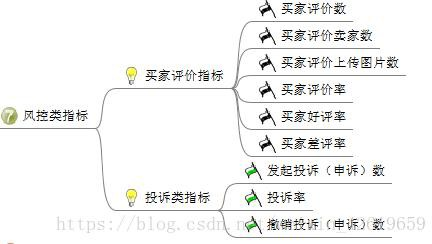 风控类指标
买家评价指标
买家评价数
买家评价卖家数
买家评价上传图片数
买家评价率
买家好评率
买家差评率
投诉类指标
发起投诉（申诉）数
投诉率
撤销投诉（申诉）数